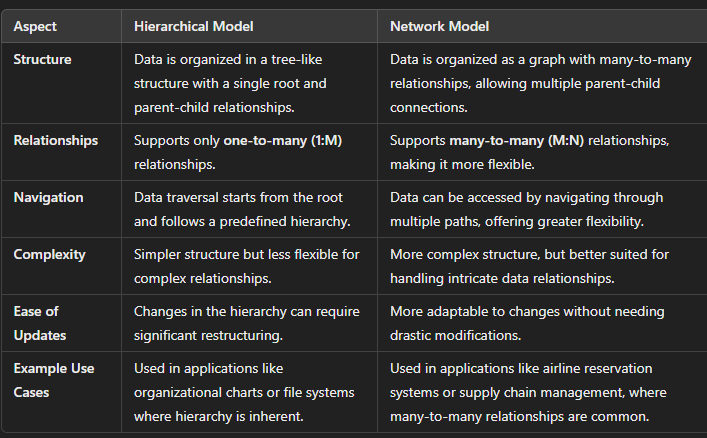 Aspect Hierarchical Model Network Model
Structure Data is organized in a tree-like Data is organized as a graph with many-to-many
structure with a single root and relationships, allowing multiple parent-child
parent-child relationships. connections.
Relationships Supports only one-to-many (1:M) Supports many-to-many (M:N) relationships,
relationships. making it more flexible.
Navigation Data traversal starts from the root Data can be accessed by navigating through
and follows a predefined hierarchy. multiple paths, offering greater flexibility.
Complexity Simpler structure but less flexible for More complex structure, but better suited for
complex relationships. handling intricate data relationships.
Ease of Changes in the hierarchy can require More adaptable to changes without needing
Updates significant restructuring. drastic modifications.
Example Use Used in applications like Used in applications like airline reservation
Cases organizational charts or file systems systems or supply chain management, where
where hierarchy is inherent. many-to-many relationships are common.